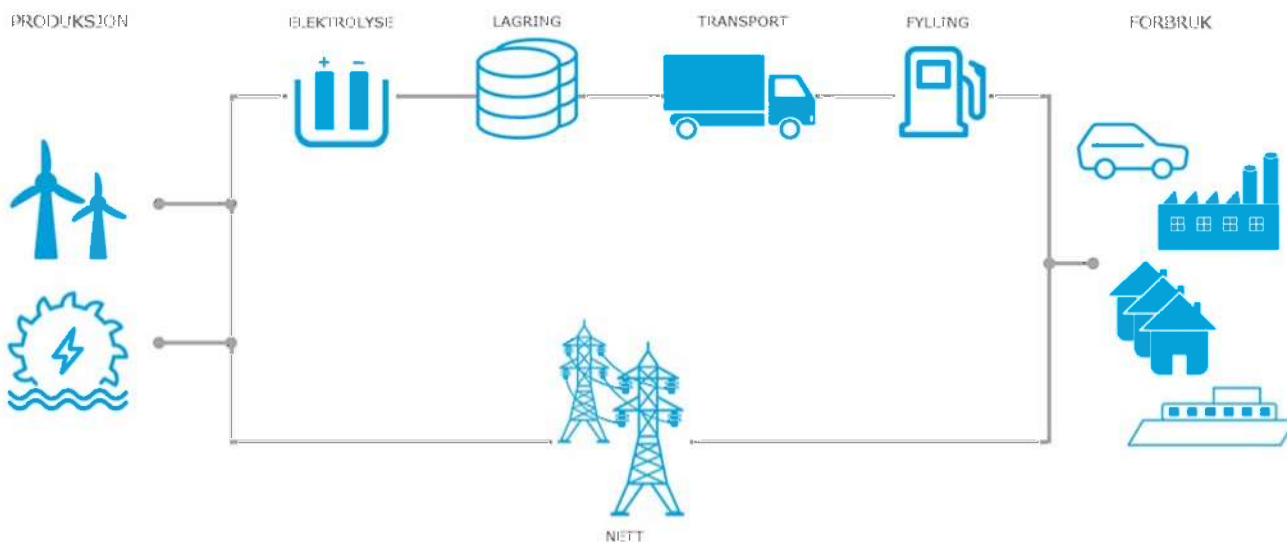 PRODUKSJON
ELEKTROLYSE
LAGRING
TRANSPORT
FYLLING
FORBRUK
+ −
NETT